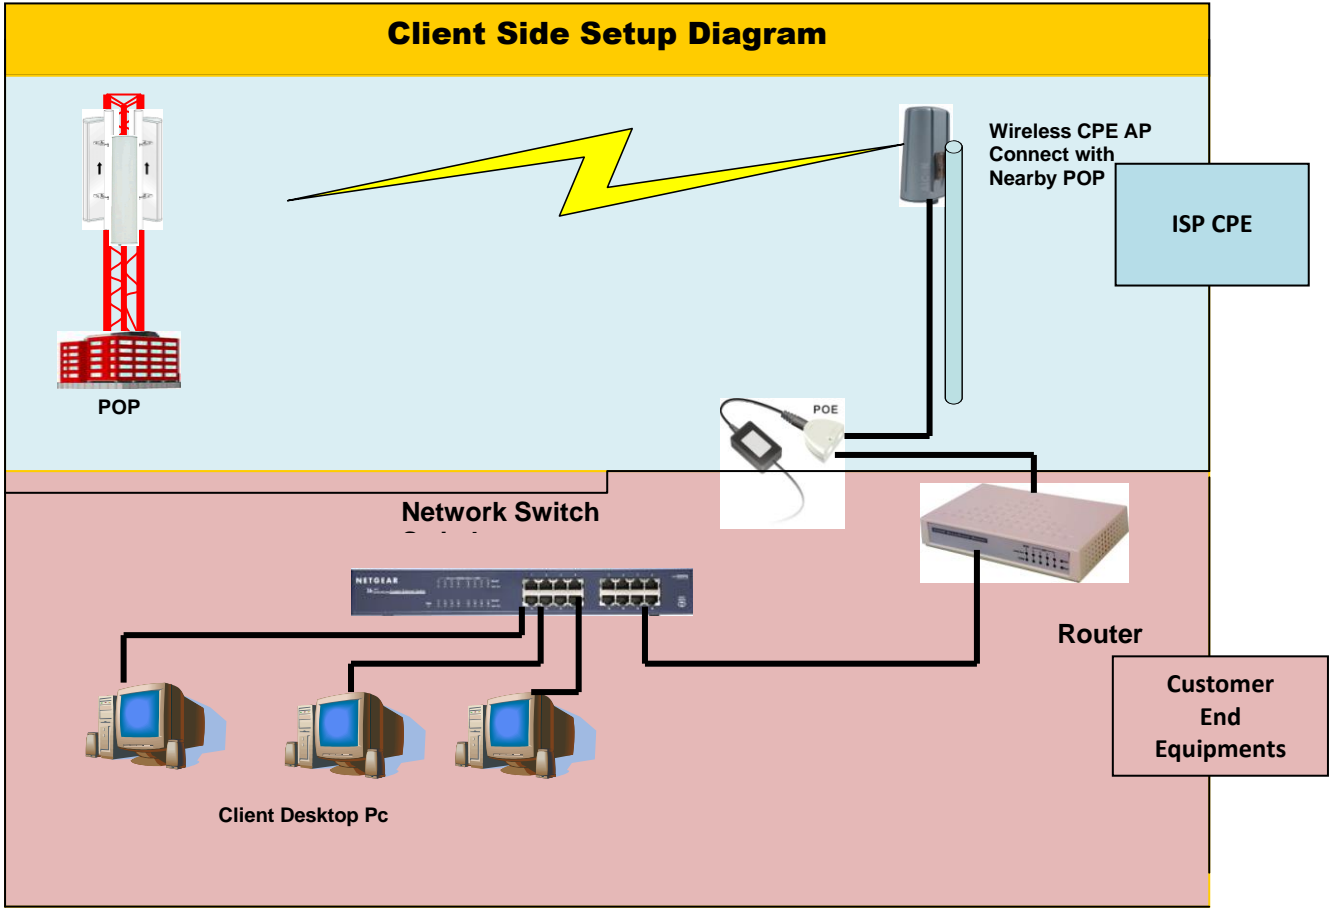 Client Side Setup Diagram
Wireless CPE AP
Connect with
Nearby POP
ISP CPE
POP
POE
Network Switch
NETGEAR
Router
Customer
End
Equipments
Client Desktop Pc